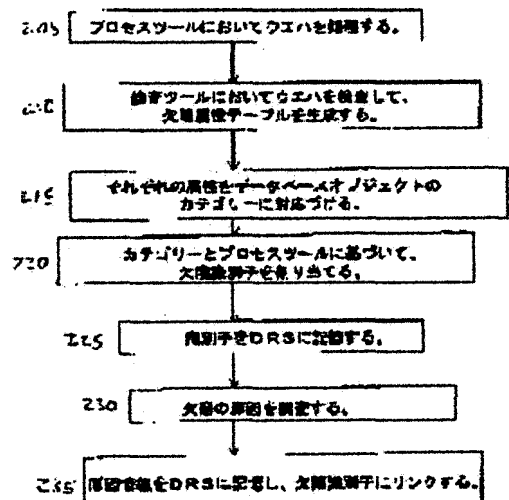 205 プロセスツールにおいてウエハを処理する。
210 検査ツールにおいてウエハを検査して、
欠陥属性テーブルを生成する。
215 それぞれの属性をデータベースオブジェクトの
カテゴリーに対応づける。
220 カテゴリーとプロセスツールに基づいて、
欠陥識別子を割り当てる。
225 識別子をDRSに記憶する。
230 欠陥の原因を調査する。
235 原因情報をDRSに記憶し、欠陥識別子にリンクする。